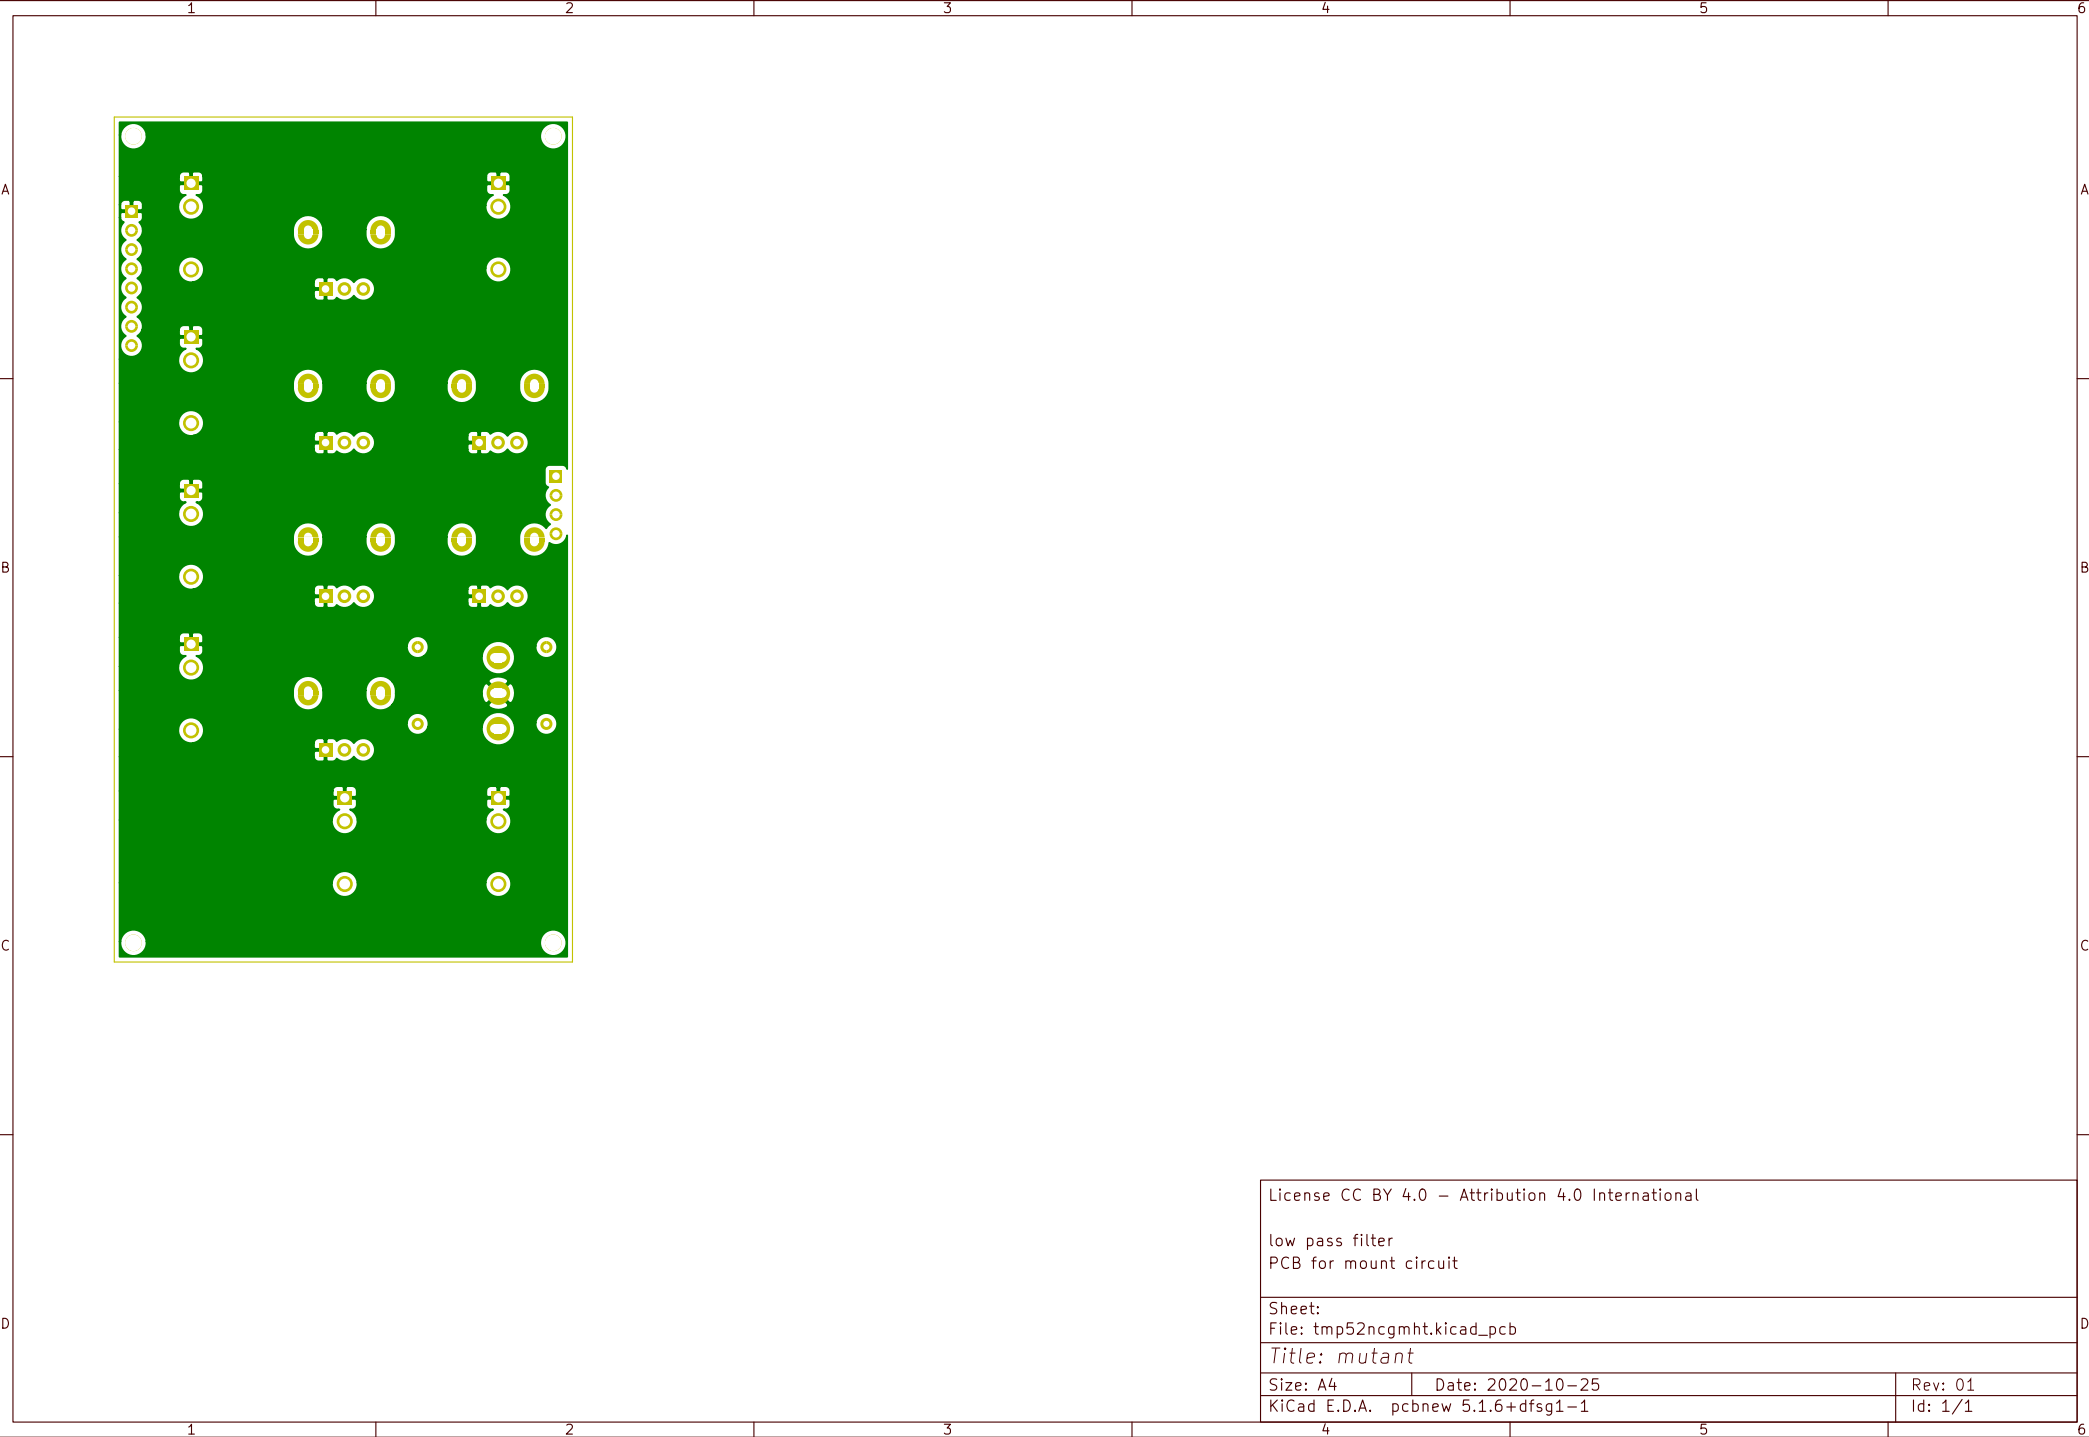 1 2 3 4 5 6
A A
B B
C C
License CC BY 4.0 – Attribution 4.0 International
low pass filter
PCB for mount circuit
Sheet:
File: tmp52ncgmht.kicad_pcb
D D
Title: mutant
Size: A4 Date: 2020–10–25 Rev: 01
KiCad E.D.A. pcbnew 5.1.6+dfsg1–1 Id: 1/1
1 2 3 4 5 6